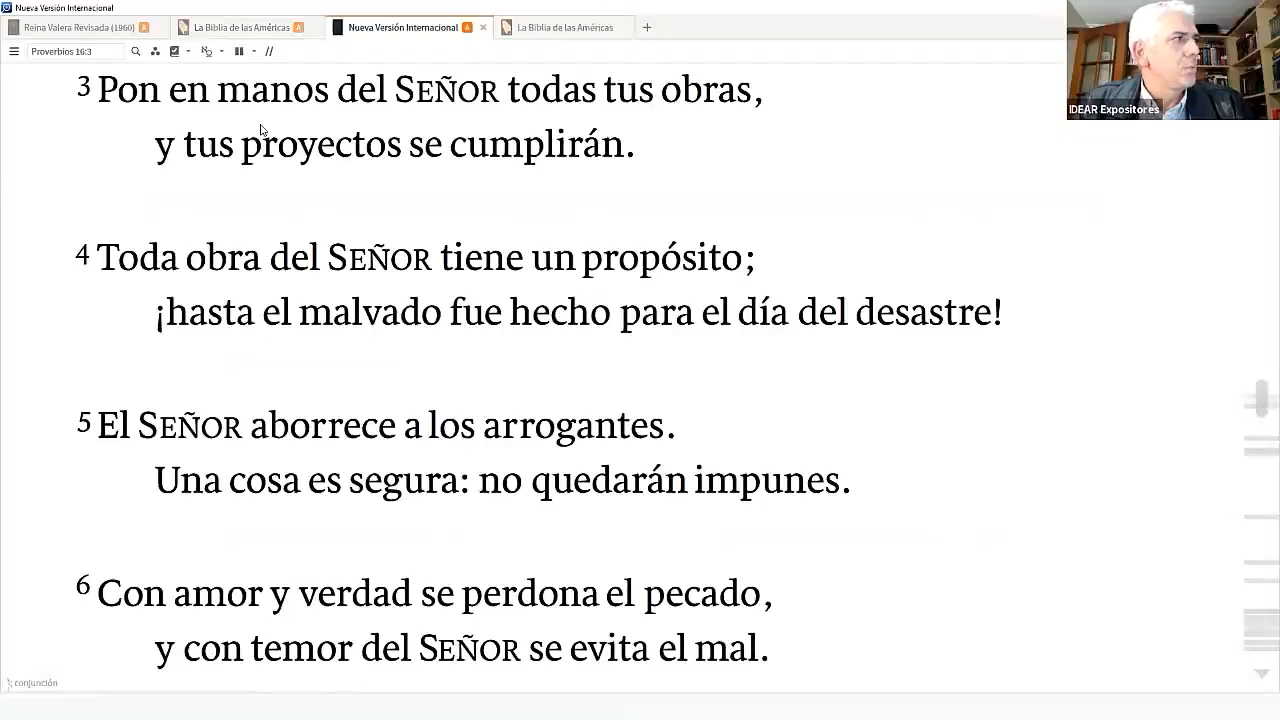 Nueva Versión Internacional
Reina Valera Revisada (1960) A
La Biblia de las Américas A
Nueva Versión Internacional A
La Biblia de las Américas
Proverbios 16:3
IDEAR Expositores
3 Pon en manos del SEÑOR todas tus obras,
y tus proyectos se cumplirán.
4 Toda obra del SEÑOR tiene un propósito;
¡hasta el malvado fue hecho para el día del desastre!
5 El SEÑOR aborrece a los arrogantes.
Una cosa es segura: no quedarán impunes.
6 Con amor y verdad se perdona el pecado,
y con temor del SEÑOR se evita el mal.
conjunción